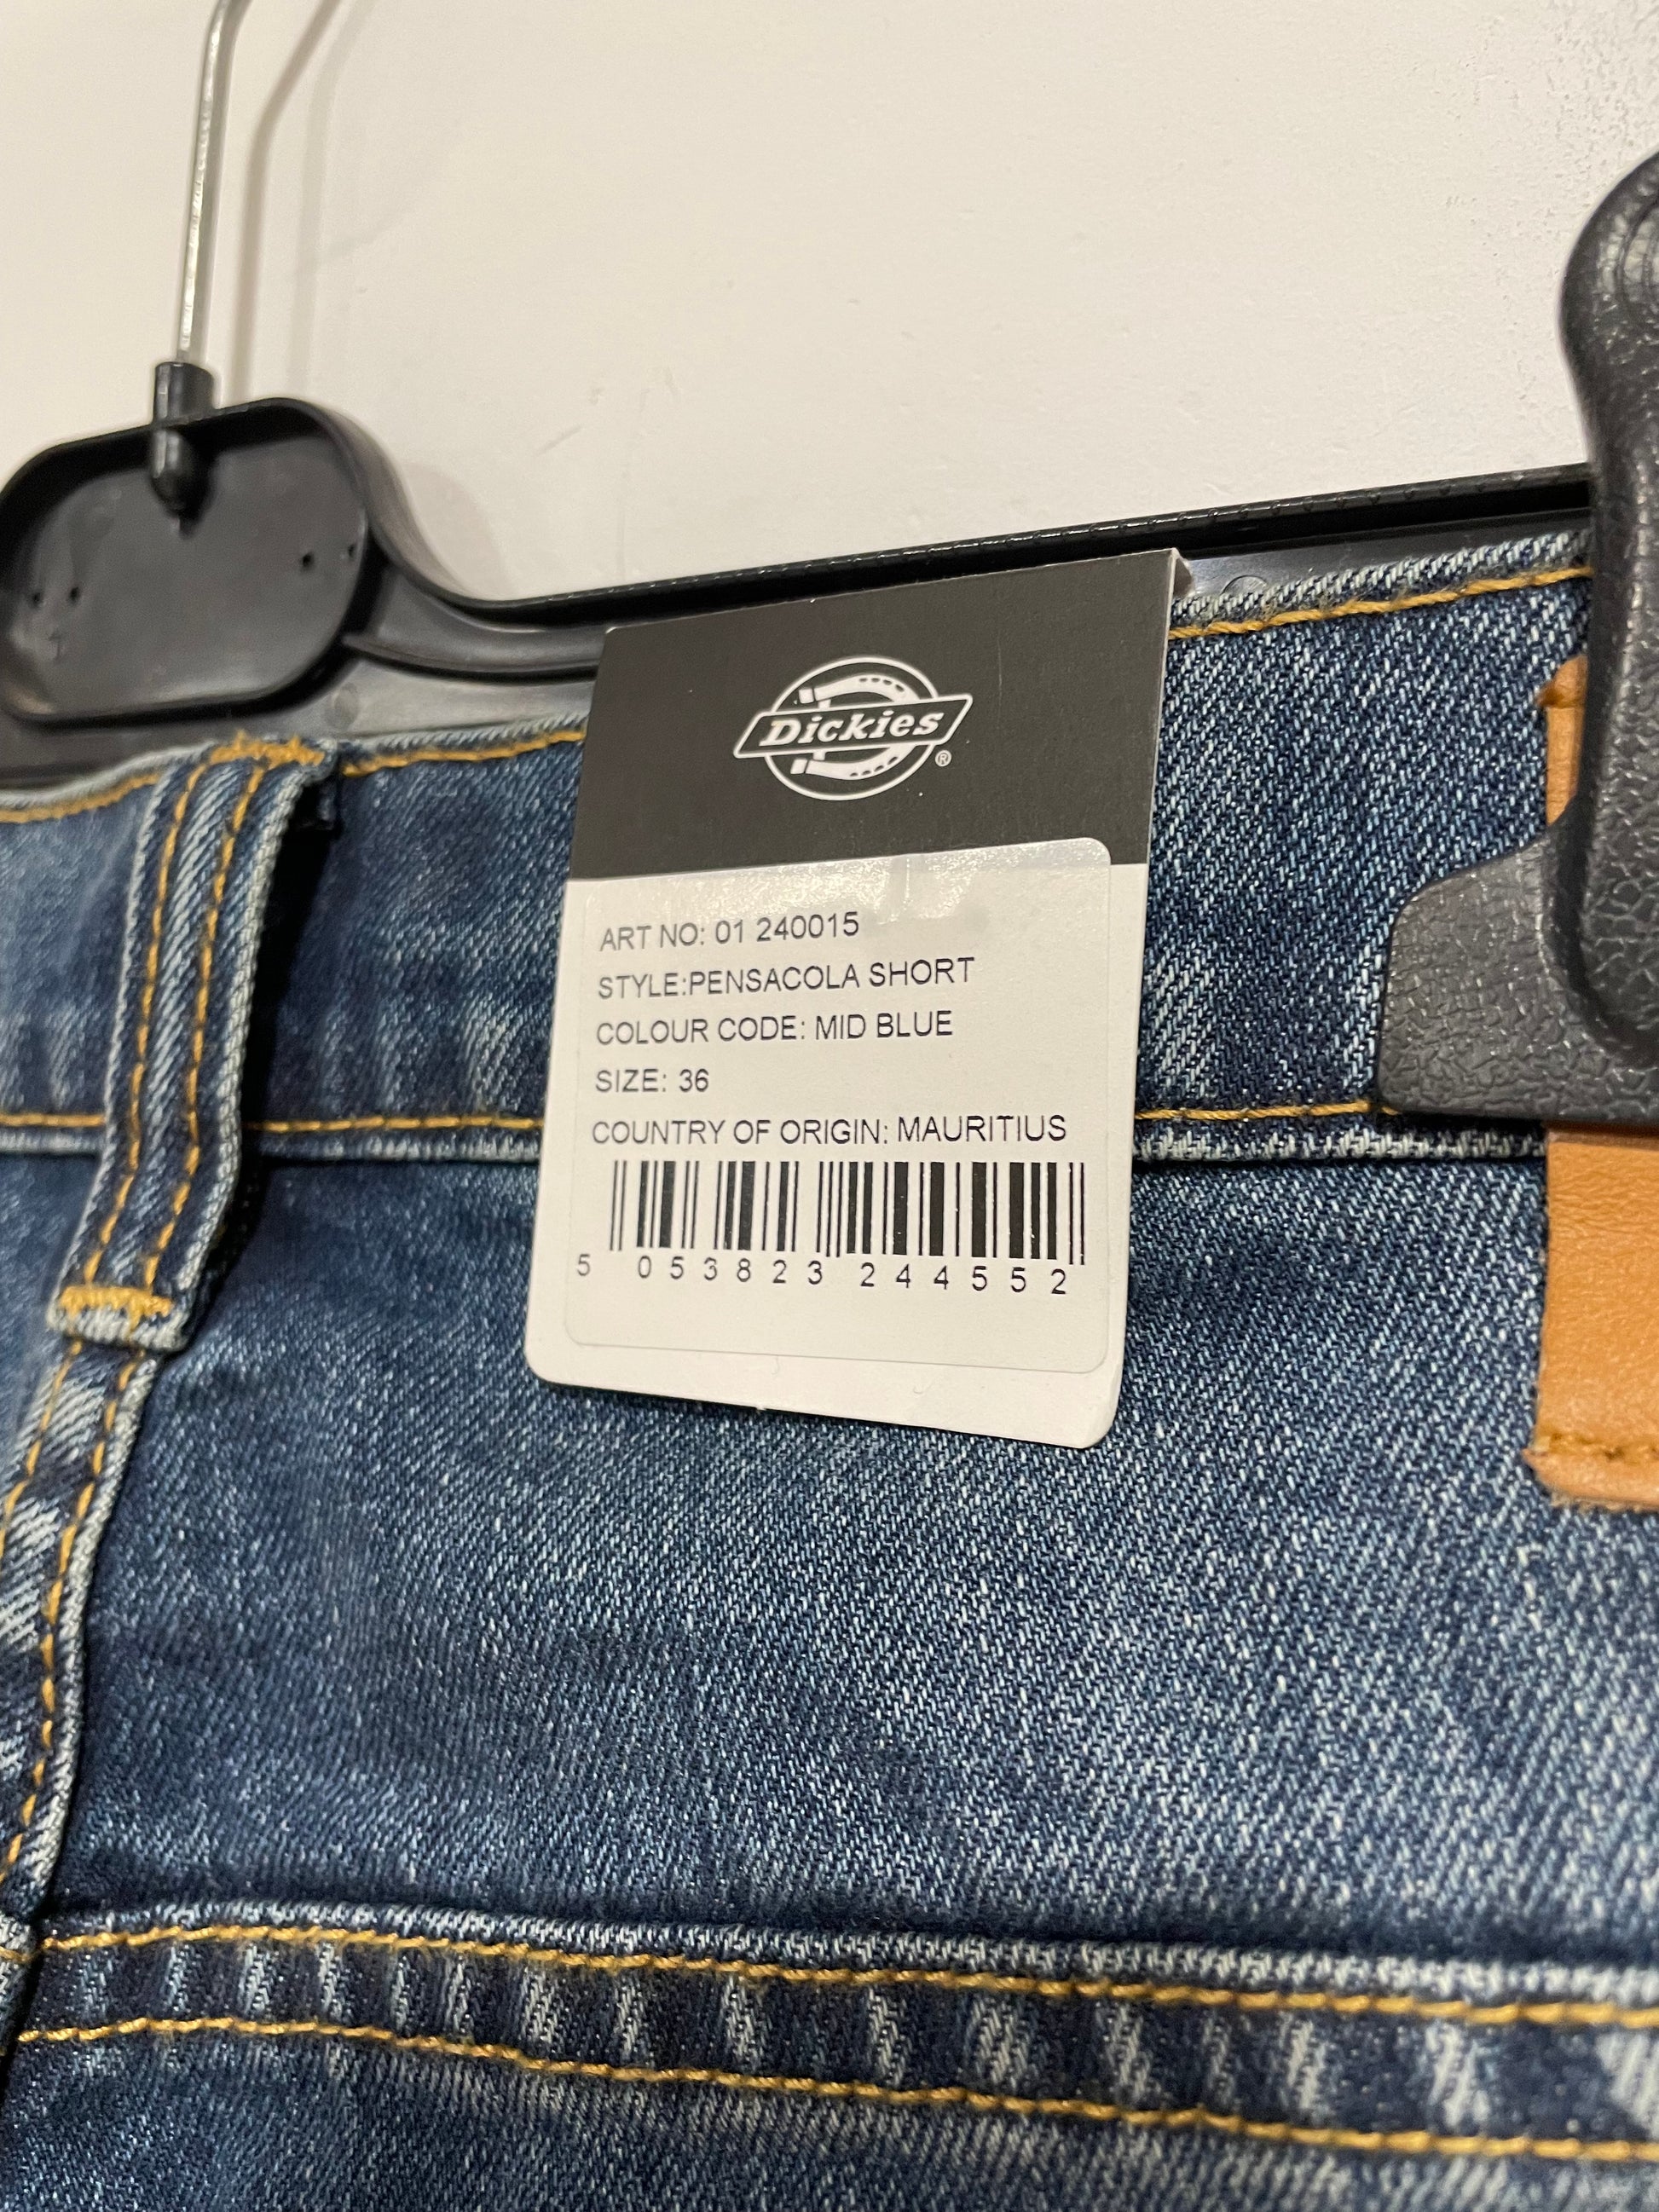 Dickies®
ART NO: 01 240015
STYLE:PENSACOLA SHORT
COLOUR CODE: MID BLUE
SIZE: 36
COUNTRY OF ORIGIN: MAURITIUS
5 053823 244552